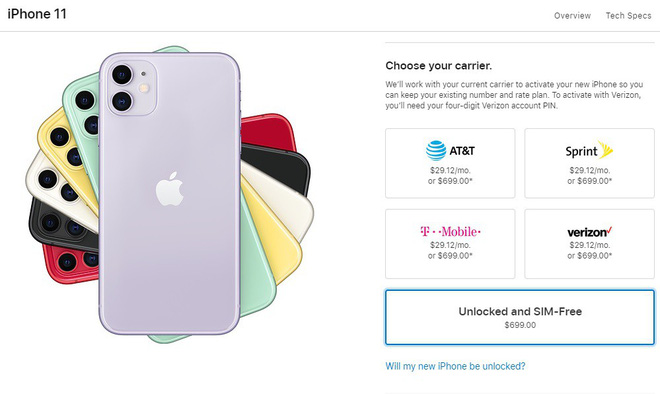 iPhone 11
Overview
Tech Specs
Choose your carrier.
We'll work with your current carrier to activate your new iPhone so you
can keep your existing number and rate plan. To activate with Verizon,
you'll need your four-digit Verizon account PIN.
AT&T
$29.12/mo.
or $699.00*
Sprint
$29.12/mo.
or $699.00*
T··Mobile·
$29.12/mo.
or $699.00*
verizon✓
$29.12/mo.
or $699.00*
Unlocked and SIM-Free
$699.00
Will my new iPhone be unlocked?